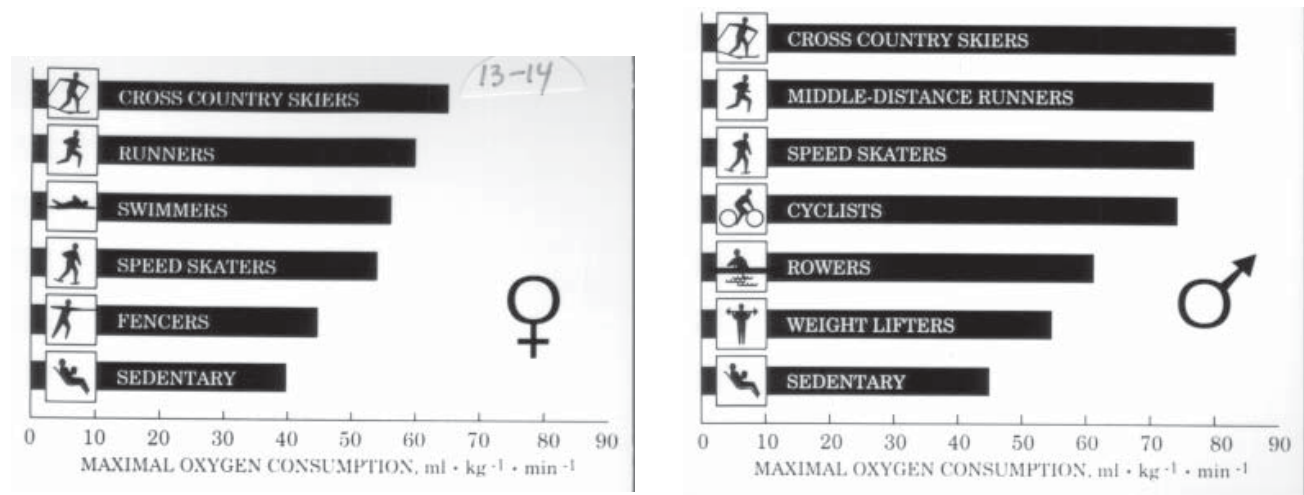 13-14
CROSS COUNTRY SKIERS
RUNNERS
SWIMMERS
SPEED SKATERS
FENCERS
SEDENTARY
0 10 20 30 40 50 60 70 80 90
MAXIMAL OXYGEN CONSUMPTION, ml · kg -1 · min -1
CROSS COUNTRY SKIERS
MIDDLE-DISTANCE RUNNERS
SPEED SKATERS
CYCLISTS
ROWERS
WEIGHT LIFTERS
SEDENTARY
0 10 20 30 40 50 60 70 80 90
MAXIMAL OXYGEN CONSUMPTION, ml · kg -1 · min -1